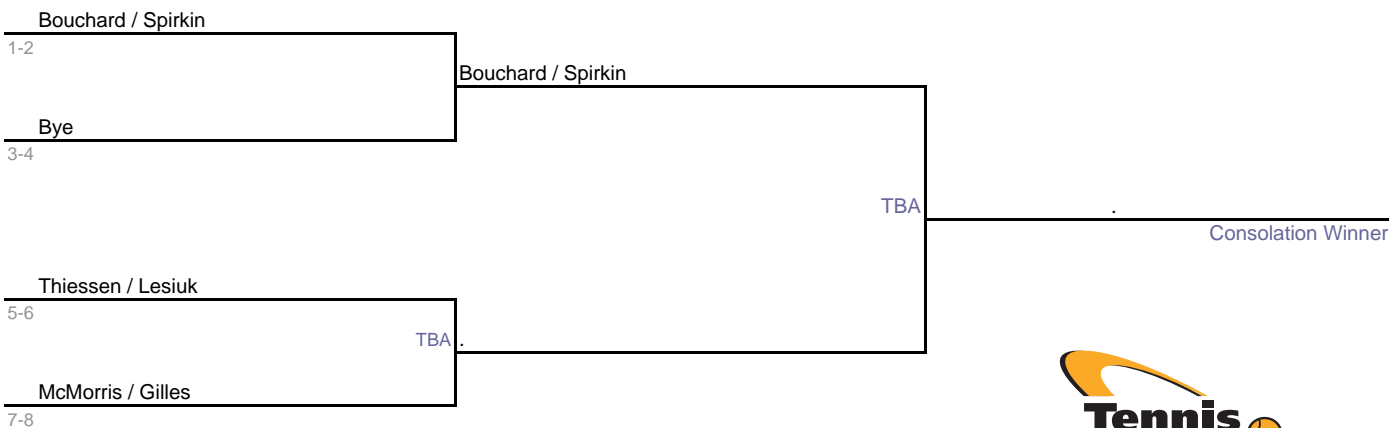 Bouchard / Spirkin
1-2
Bouchard / Spirkin
Bye
3-4
TBA
.
Consolation Winner
Thiessen / Lesiuk
5-6
TBA
.
McMorris / Gilles
7-8
Tennis